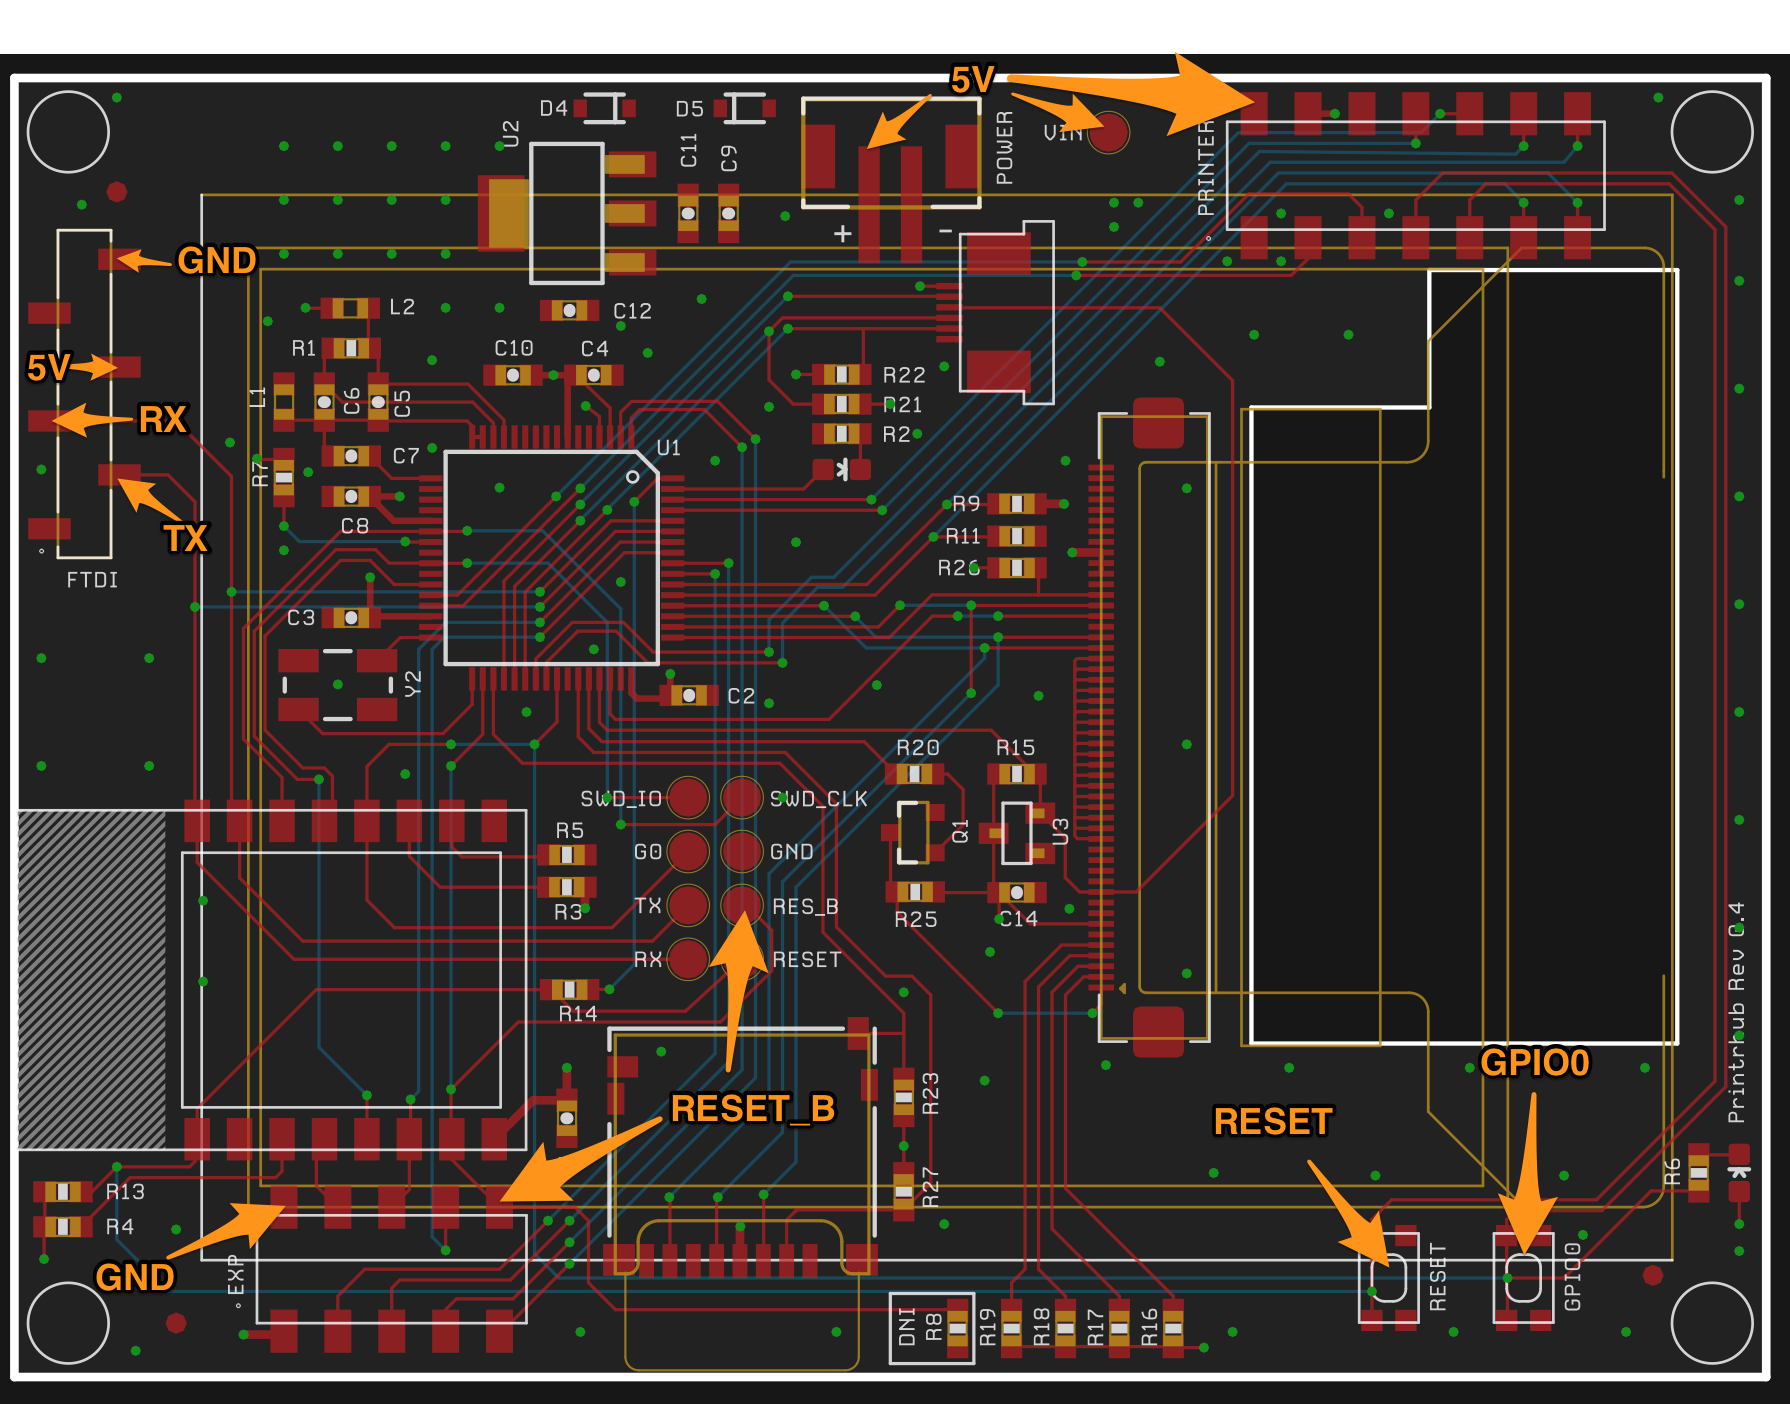 5V
D4
D5
U2
C11
C9
POWER
VIN
PRINTER
+
-
GND
L2
C12
R1
C10
C4
5V
L1
C6
C5
R22
R21
R2
RX
U1
C7
R7
R9
C8
R11
TX
R26
FTDI
C3
Y2
C2
R20
R15
SWD_IO
SWD_CLK
R5
G0
GND
Q1
U3
R3
TX
RES_B
R25
C14
RX
RESET
R14
Printrhub Rev 0.4
GPIO0
RESET_B
R23
RESET
R13
R27
R6
R4
GND
EXP
RESET
GPIO0
DNI
R8
R19
R18
R17
R16